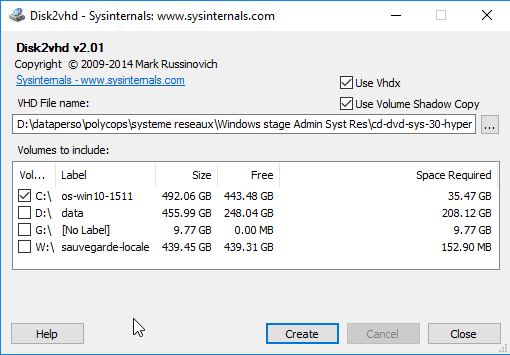 Disk2vhd - Sysinternals: www.sysinternals.com
Disk2vhd v2.01
Copyright © 2009-2014 Mark Russinovich
Sysinternals - www.sysinternals.com
Use Vhdx
VHD File name:
Use Volume Shadow Copy
D:\dataperso\polycops\systeme reseaux\Windows stage Admin Syst Res\cd-dvd-sys-30-hyper
...
Volumes to include:
Vol... Label Size Free Space Required
C:\ os-win10-1511 492.06 GB 443.48 GB 35.47 GB
D:\ data 455.99 GB 248.04 GB 208.12 GB
G:\ [No Label] 9.77 GB 0.00 MB 9.77 GB
W:\ sauvegarde-locale 439.45 GB 439.31 GB 152.90 MB
Help Create Cancel Close